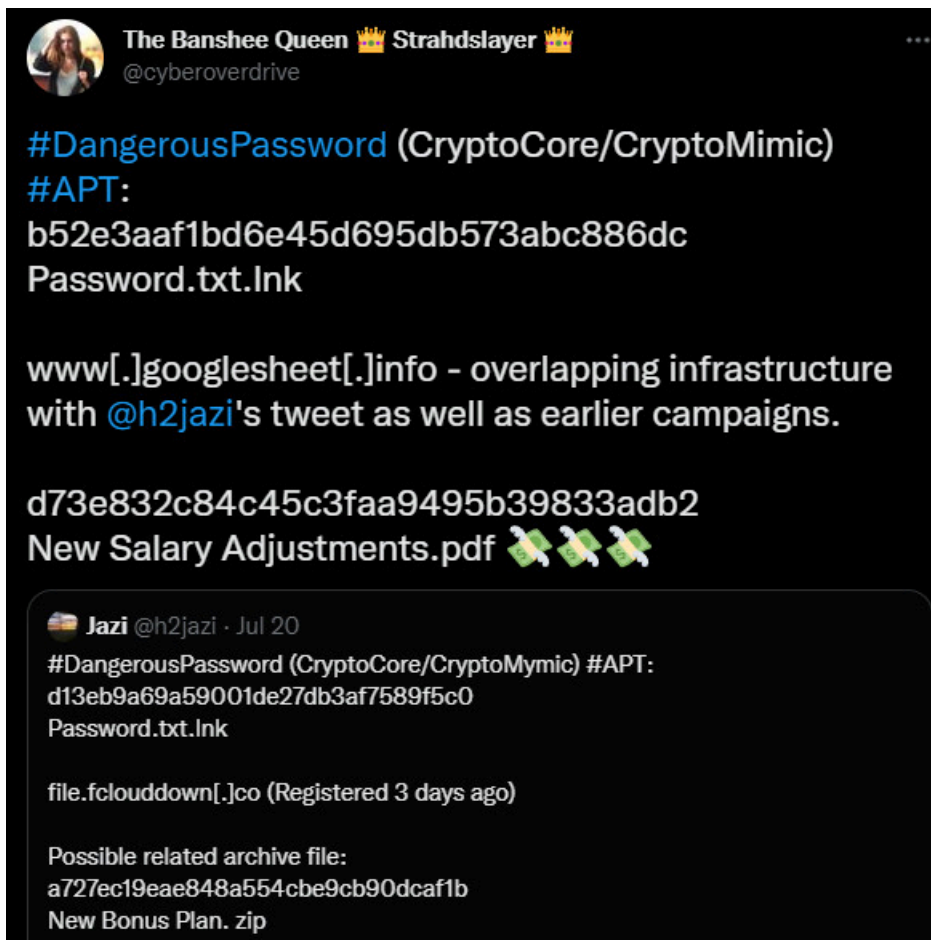 The Banshee Queen 👑 Strahdslayer 👑
@cyberoverdrive
#DangerousPassword (CryptoCore/CryptoMimic)
#APT:
b52e3aaf1bd6e45d695db573abc886dc
Password.txt.lnk
www[.]googlesheet[.]info - overlapping infrastructure
with @h2jazi's tweet as well as earlier campaigns.
d73e832c84c45c3faa9495b39833adb2
New Salary Adjustments.pdf 💸💸💸
Jazi @h2jazi · Jul 20
#DangerousPassword (CryptoCore/CryptoMymic) #APT:
d13eb9a69a59001de27db3af7589f5c0
Password.txt.lnk
file.fclouddown[.]co (Registered 3 days ago)
Possible related archive file:
a727ec19eae848a554cbe9cb90dcaf1b
New Bonus Plan. zip